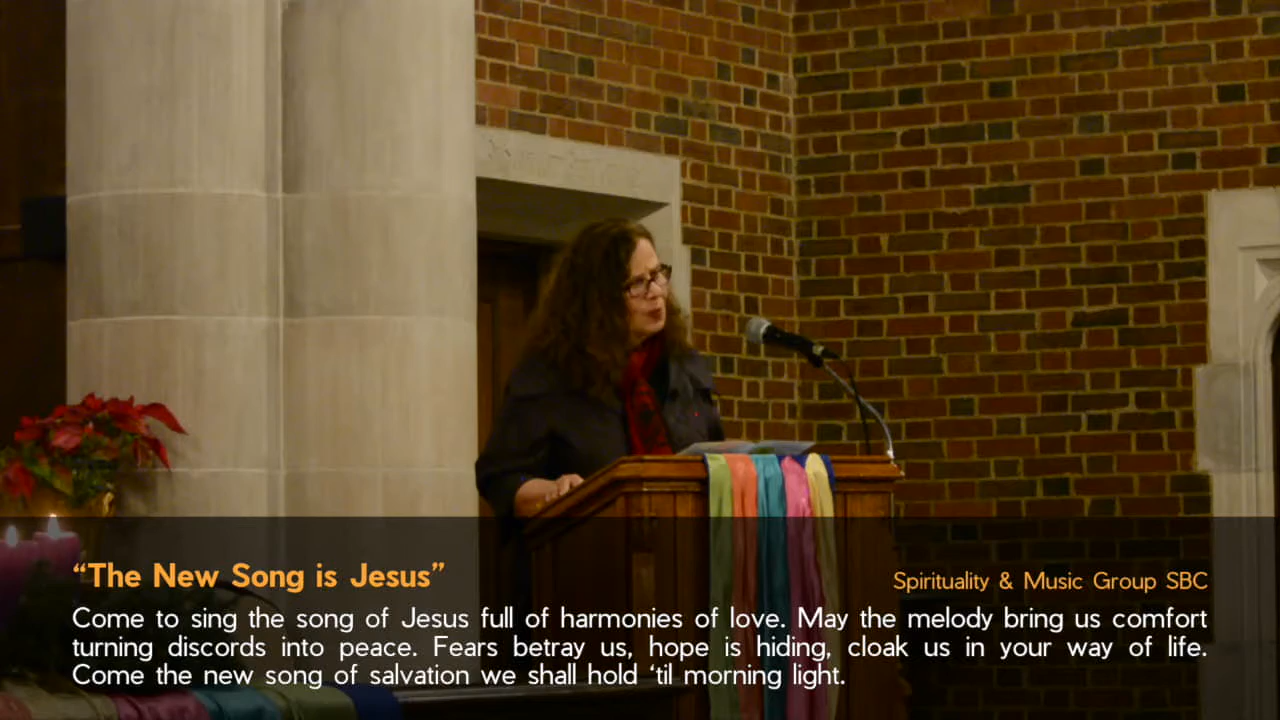 “The New Song is Jesus”
Spirituality & Music Group SBC
Come to sing the song of Jesus full of harmonies of love. May the melody bring us comfort
turning discords into peace. Fears betray us, hope is hiding, cloak us in your way of life.
Come the new song of salvation we shall hold ‘til morning light.